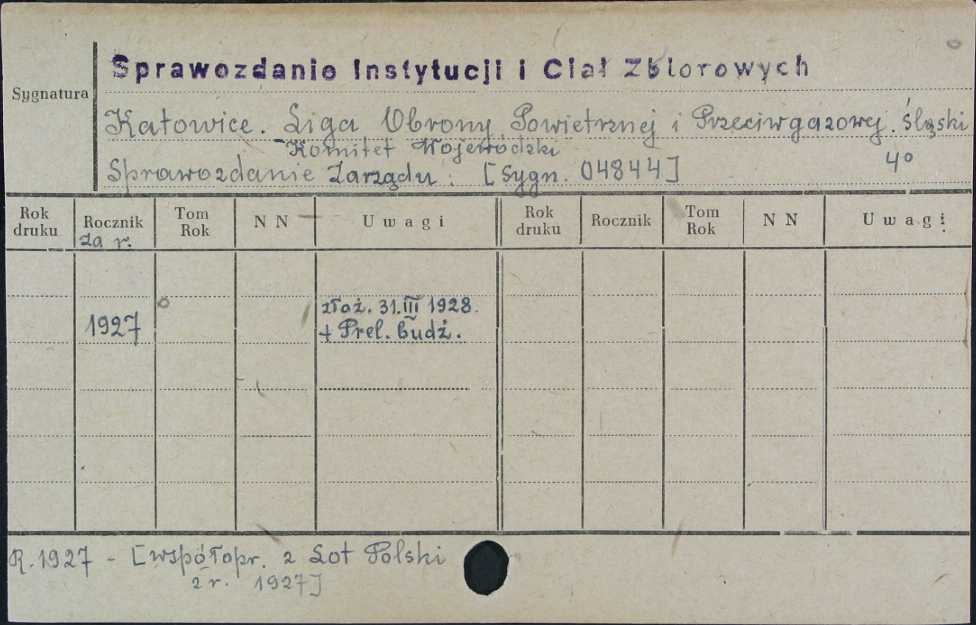 Sprawozdanie Instytucji i Ciał Zbiorowych
Sygnatura
Katowice. Liga Obrony Powietrznej i Przeciwgazowej. Śląski
Komitet Wojewódzki
Sprawozdanie Zarządu: [Sygn. 04844] 4°
Rok druku Rocznik Tom Rok N N Uwagi Rok druku Rocznik Tom Rok N N Uwagi
za r.
1927 złoż. 31.III 1928.
+ Prel. budż.
R. 1927 - [współopr. z Lot Polski
z r. 1927]